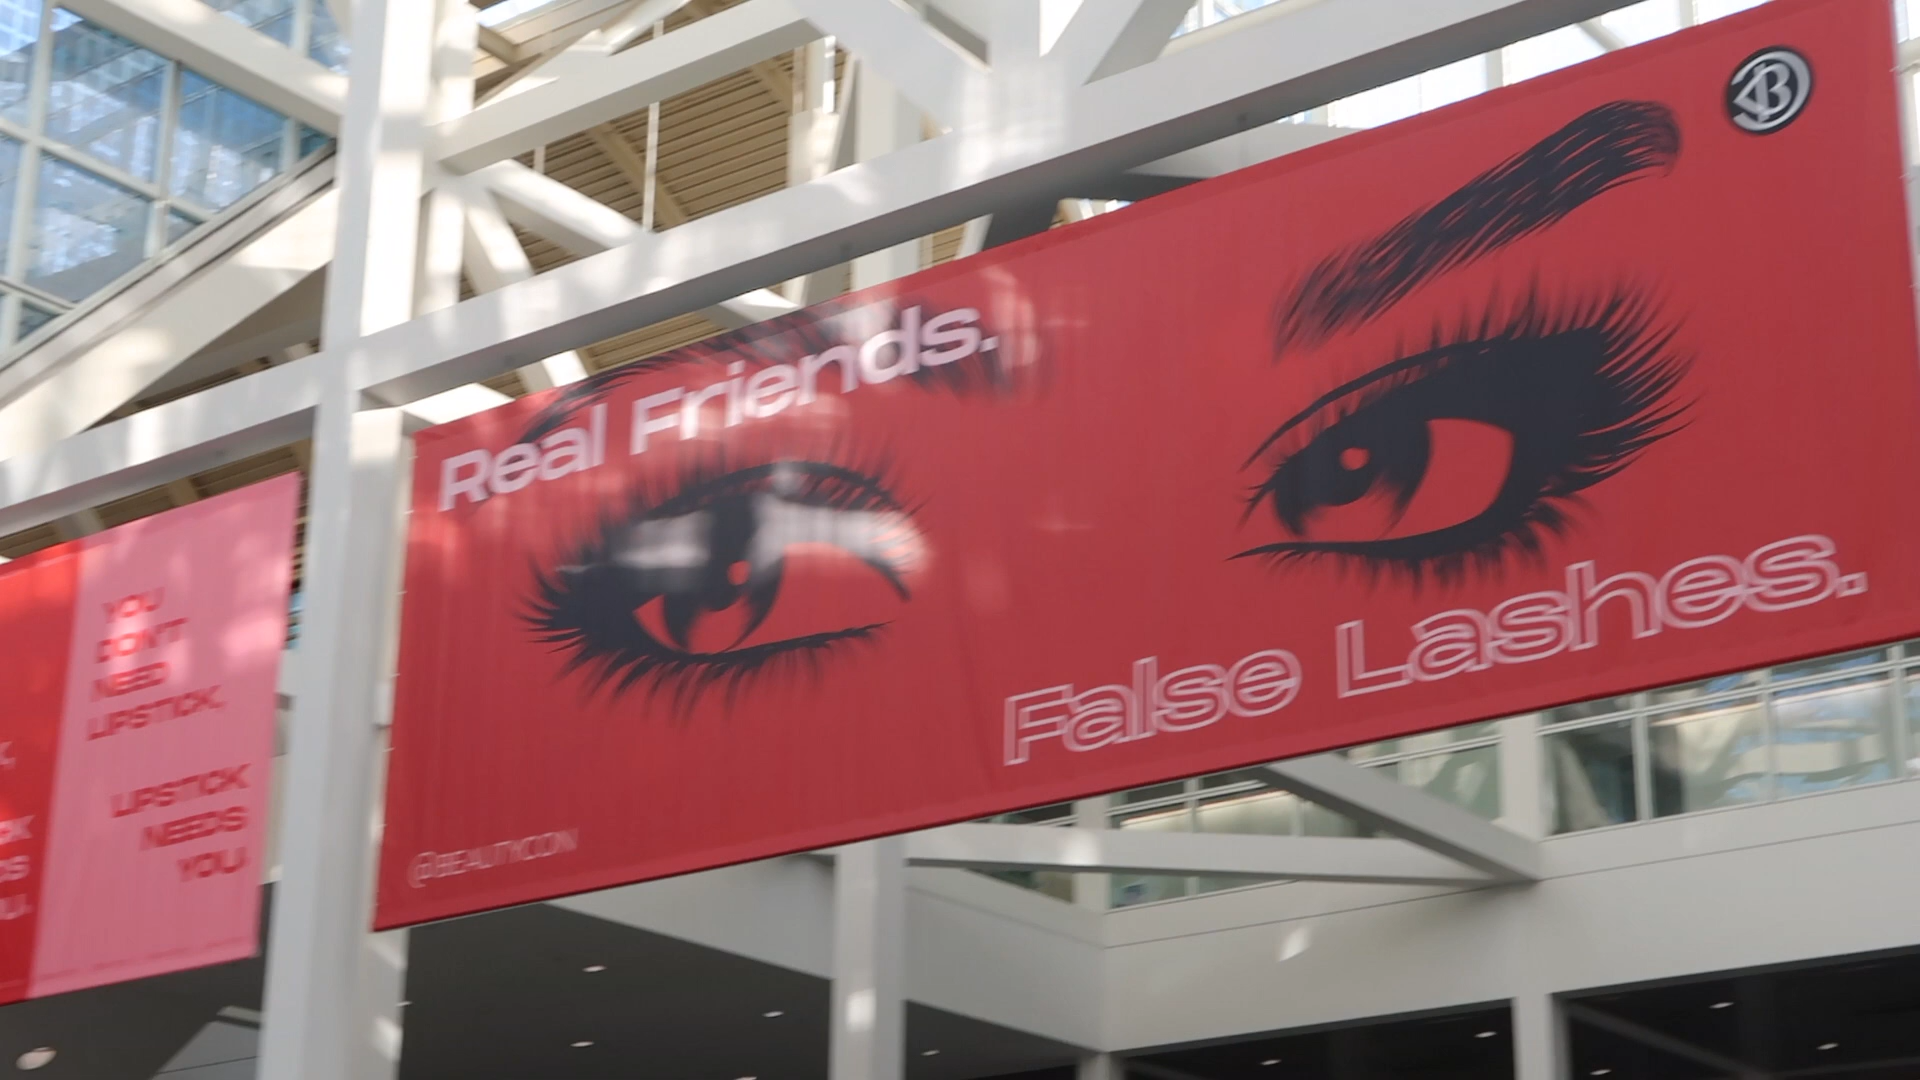 Real Friends.
False Lashes.
@BEAUTYCON
YOU
DON'T
NEED
LIPSTICK.
LIPSTICK
NEEDS
YOU
B